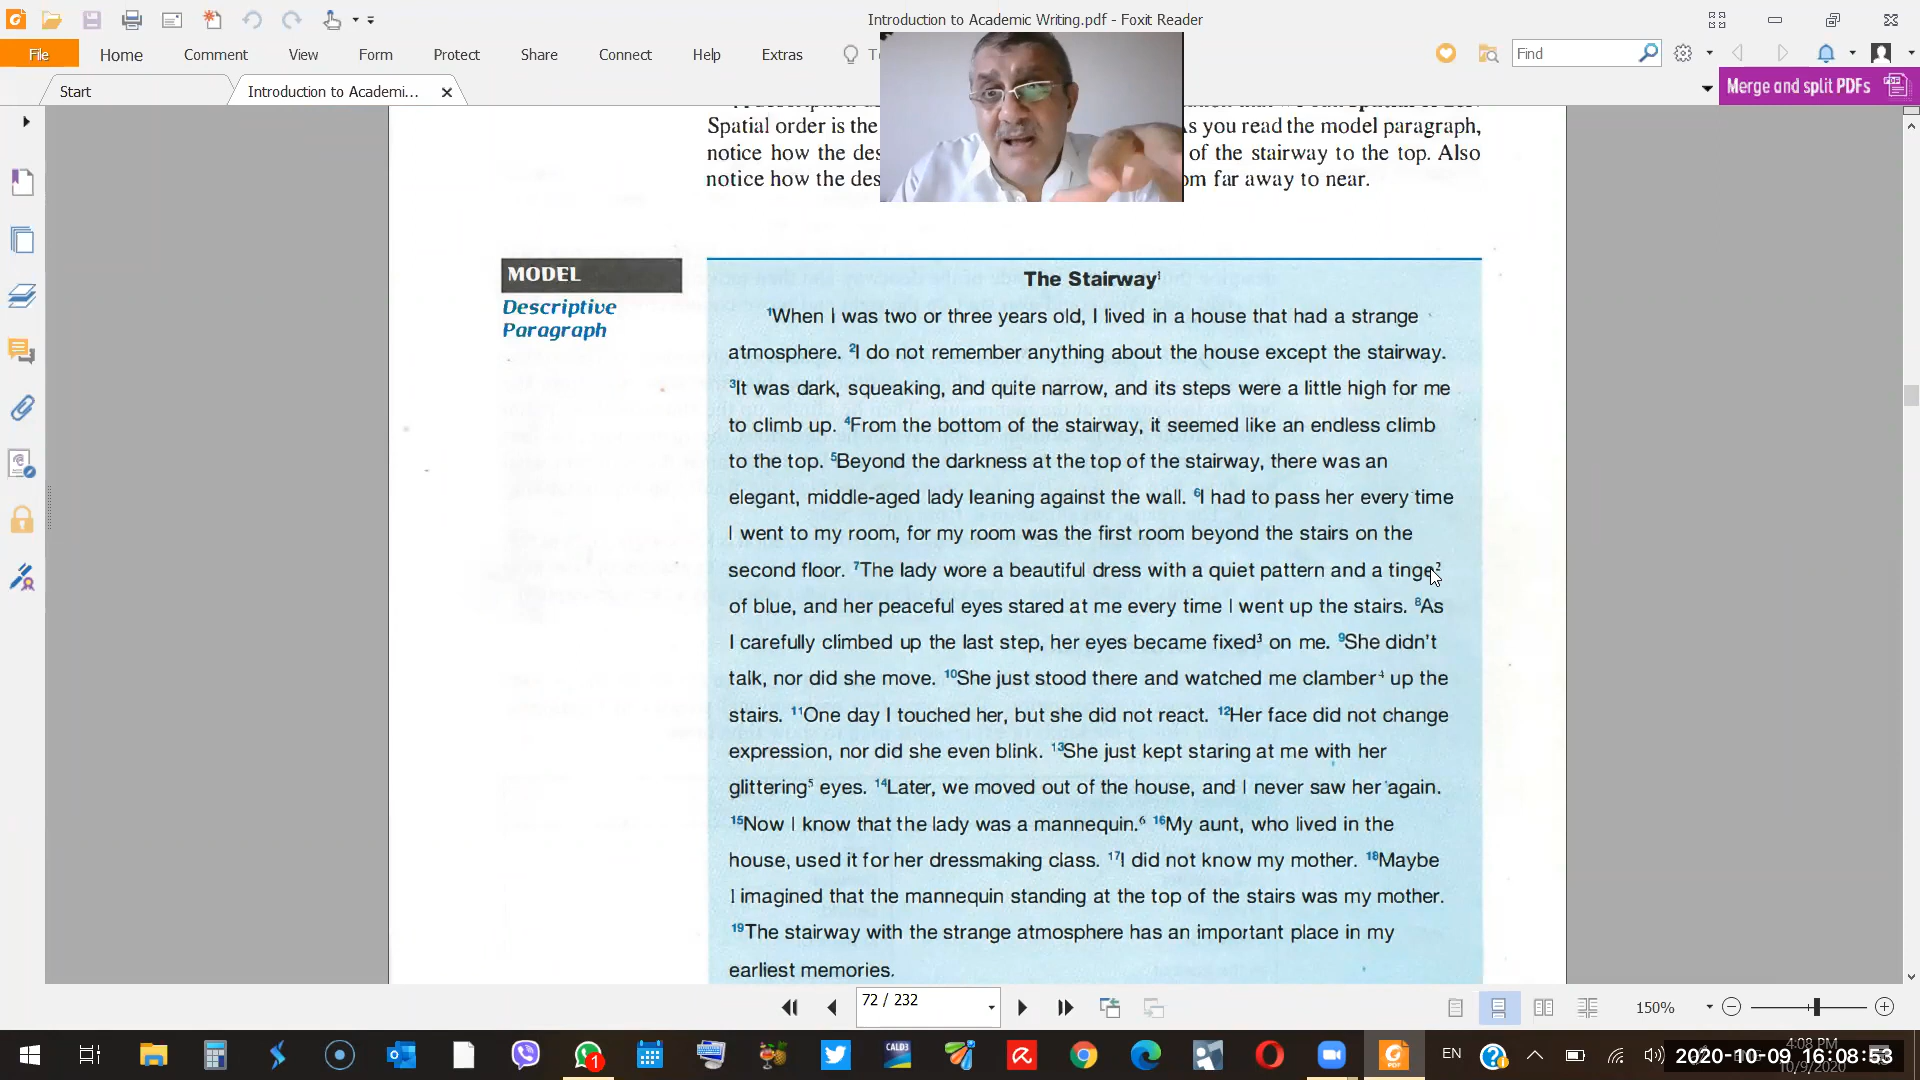 Introduction to Academic Writing.pdf - Foxit Reader
File Home Comment View Form Protect Share Connect Help Extras Find
Start Introduction to Academi... Merge and split PDFs
Spatial order is the s you read the model paragraph,
notice how the des of the stairway to the top. Also
notice how the des om far away to near.
MODEL
Descriptive
Paragraph
The Stairway¹
¹When I was two or three years old, I lived in a house that had a strange
atmosphere. ²I do not remember anything about the house except the stairway.
³It was dark, squeaking, and quite narrow, and its steps were a little high for me
to climb up. ⁴From the bottom of the stairway, it seemed like an endless climb
to the top. ⁵Beyond the darkness at the top of the stairway, there was an
elegant, middle-aged lady leaning against the wall. ⁶I had to pass her every time
I went to my room, for my room was the first room beyond the stairs on the
second floor. ⁷The lady wore a beautiful dress with a quiet pattern and a tinge²
of blue, and her peaceful eyes stared at me every time I went up the stairs. ⁸As
I carefully climbed up the last step, her eyes became fixed³ on me. ⁹She didn't
talk, nor did she move. ¹⁰She just stood there and watched me clamber⁴ up the
stairs. ¹¹One day I touched her, but she did not react. ¹²Her face did not change
expression, nor did she even blink. ¹³She just kept staring at me with her
glittering⁵ eyes. ¹⁴Later, we moved out of the house, and I never saw her again.
¹⁵Now I know that the lady was a mannequin.⁶ ¹⁶My aunt, who lived in the
house, used it for her dressmaking class. ¹⁷I did not know my mother. ¹⁸Maybe
I imagined that the mannequin standing at the top of the stairs was my mother.
¹⁹The stairway with the strange atmosphere has an important place in my
earliest memories.
72 / 232 150%
CALD3 1 EN 4:08 PM
2020-10-09 16:08:53
10/9/2020